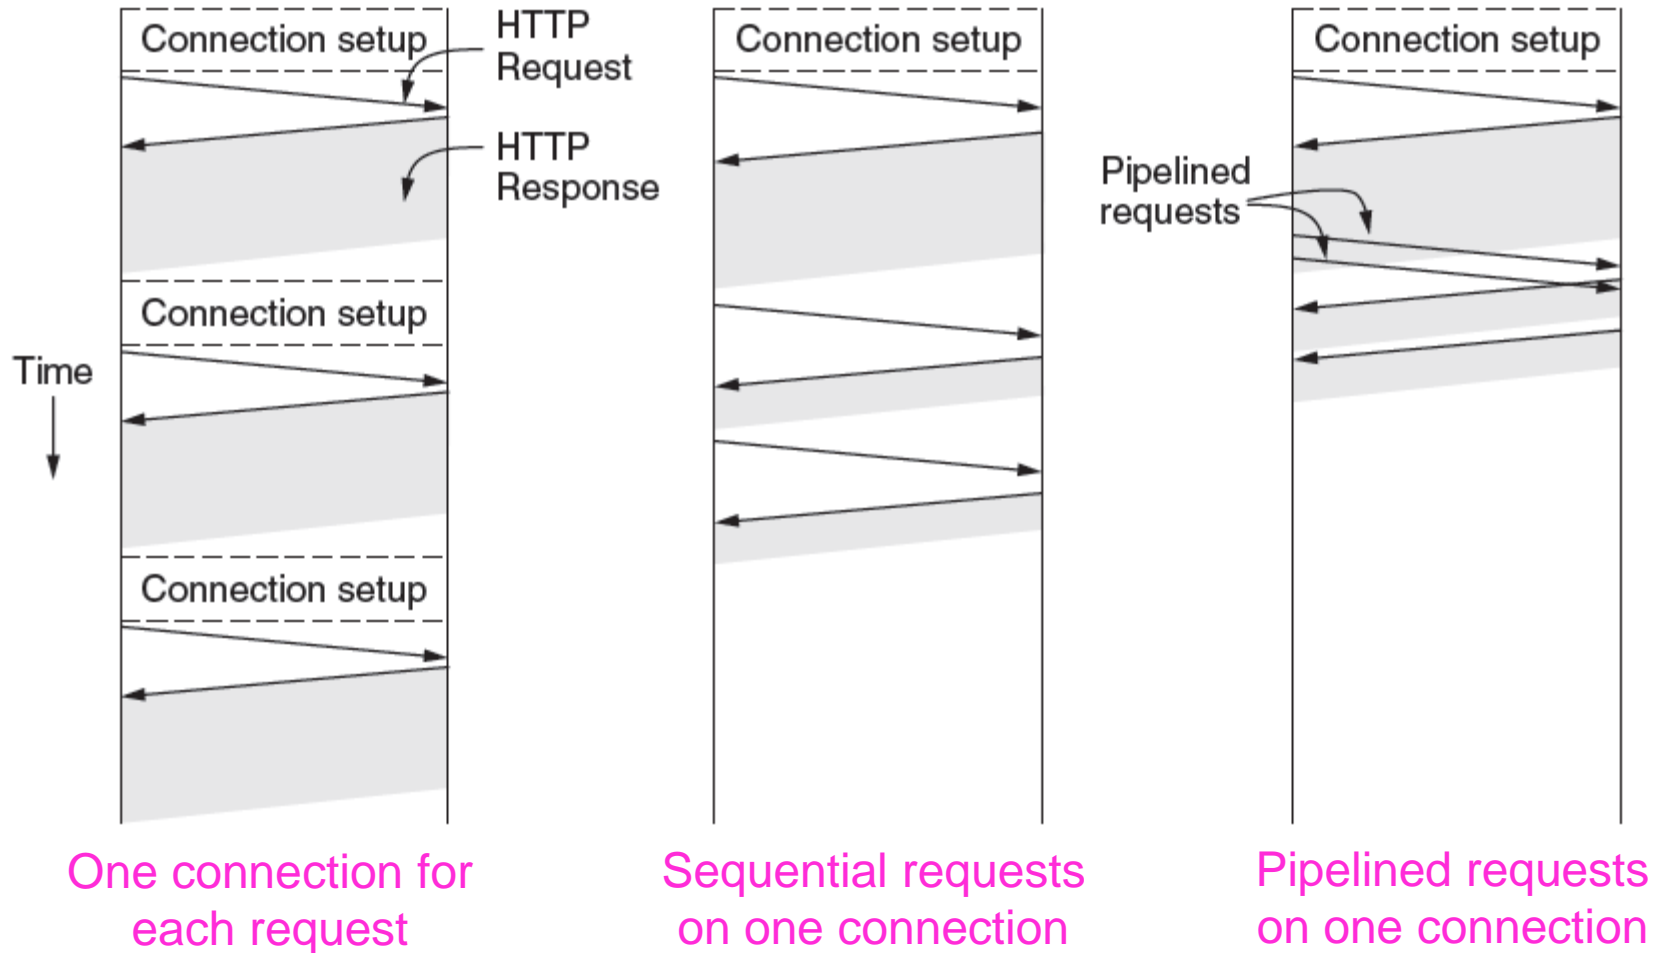 Connection setup
HTTP
Request
HTTP
Response
Connection setup
Time
Connection setup
One connection for
each request
Connection setup
Sequential requests
on one connection
Connection setup
Pipelined
requests
Pipelined requests
on one connection